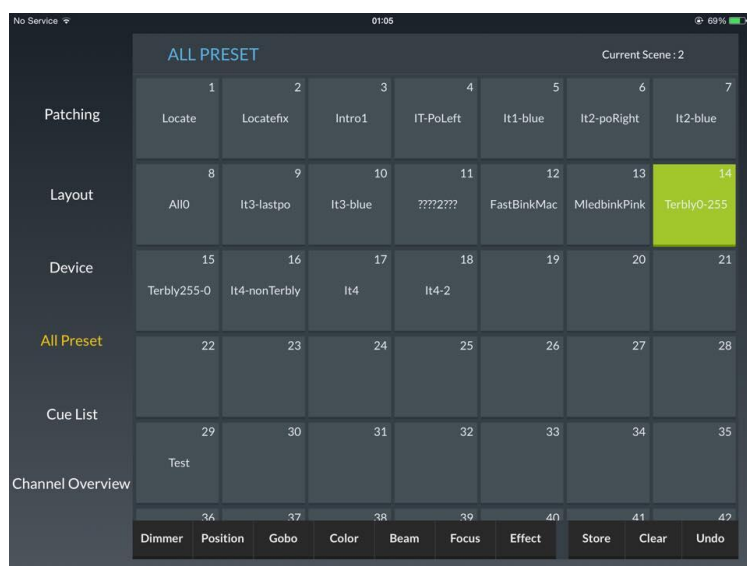 No Service 01:05 69%
ALL PRESET Current Scene : 2
Patching
Layout
Device
All Preset
Cue List
Channel Overview
1 2 3 4 5 6 7
Locate Locatefix Intro1 IT-PoLeft It1-blue It2-poRight It2-blue
8 9 10 11 12 13 14
All0 It3-lastpo It3-blue ????2??? FastBinkMac MledbinkPink Terbly0-255
15 16 17 18 19 20 21
Terbly255-0 It4-nonTerbly It4 It4-2
22 23 24 25 26 27 28
29 30 31 32 33 34 35
Test
36 37 38 39 40 41 42
Dimmer Position Gobo Color Beam Focus Effect Store Clear Undo